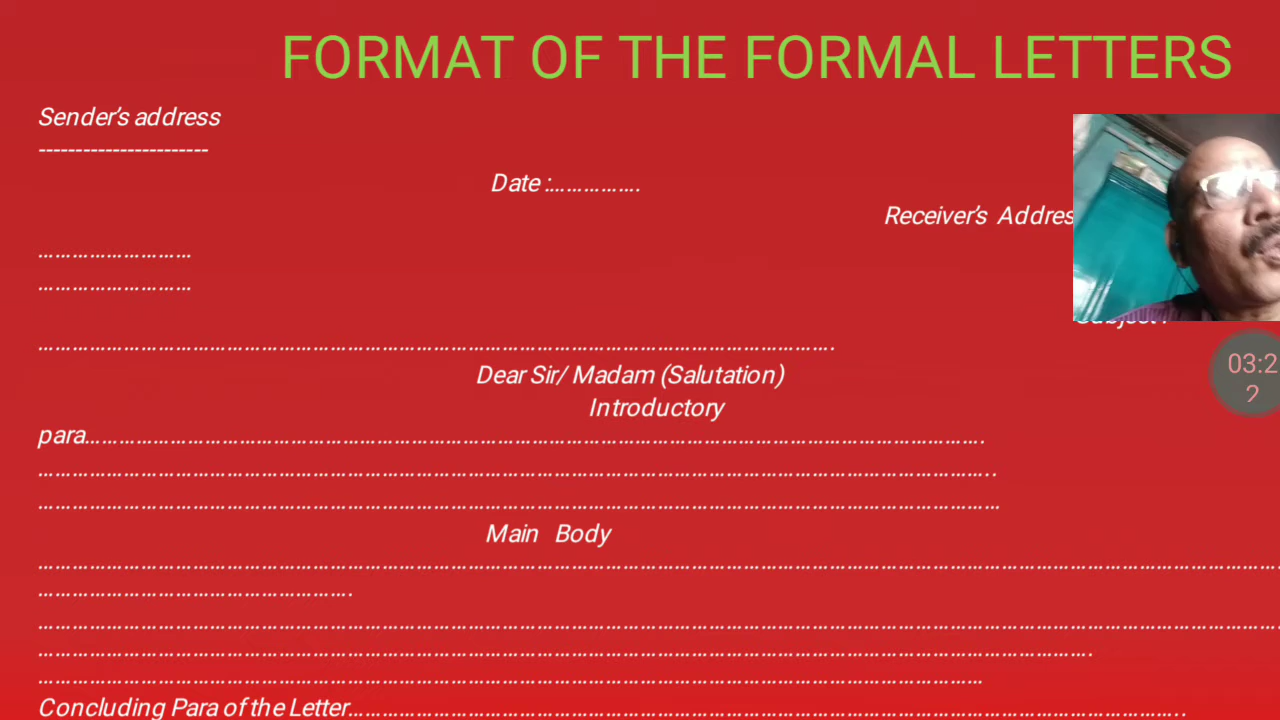 FORMAT OF THE FORMAL LETTERS
Sender's address
-----------------------
Date :...............
Receiver's Addres
........................
........................
Subject :
....................................................................................................................................
Dear Sir/ Madam (Salutation)
Introductory
para....................................................................................................................................................
................................................................................................................................................................
................................................................................................................................................................
Main Body
................................................................................................................................................................................................................
....................................................
................................................................................................................................................................................................................
................................................................................................................................................................................
..............................................................................................................................................................
Concluding Para of the Letter..........................................................................................................................................
03:2
2